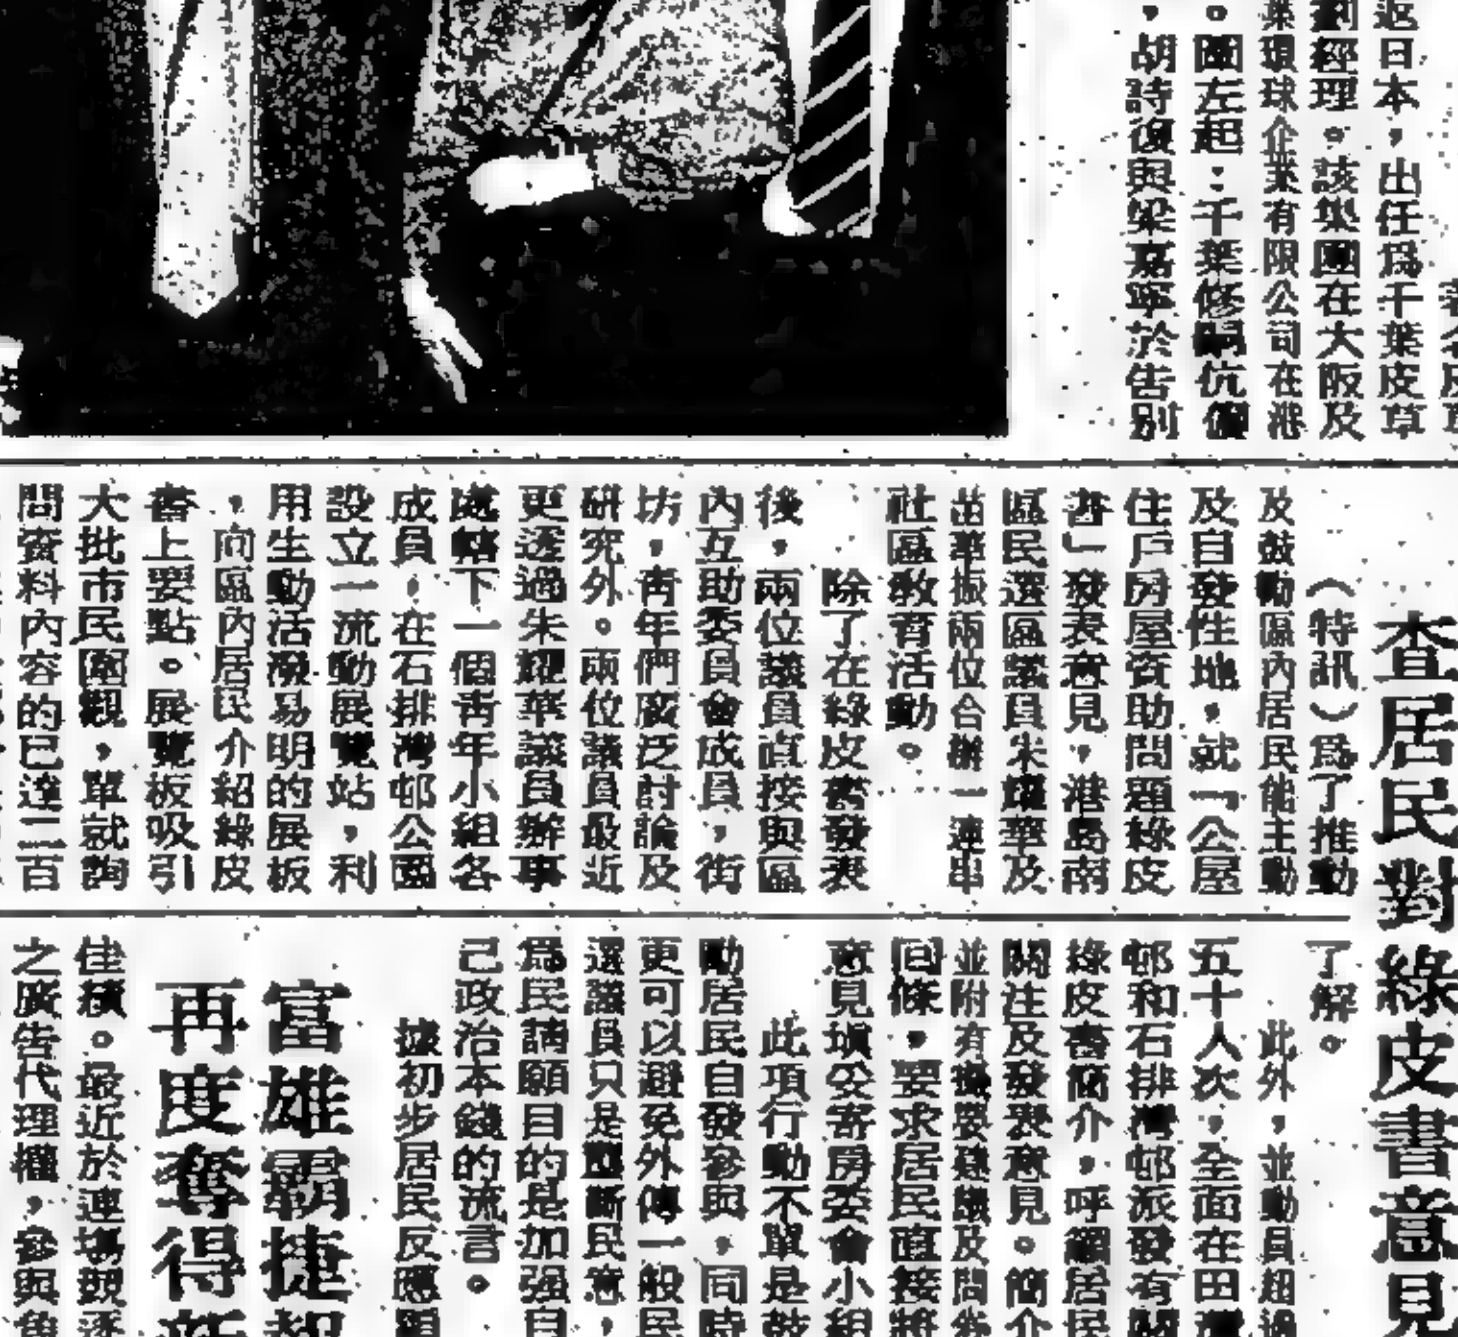 返日本，出任爲千葉皮草
副經理。該集團在大阪及
葉環球企業有限公司在港
。圖左起：千葉修嗣伉儷
，胡詩復與梁嘉寧於告別
查居民對綠皮書意見
（特訊）爲了推動
及鼓勵區內居民能主動
及自發性地，就「公屋
住戶房屋資助問題綠皮
書」發表意見，港島南
區民選區議員朱耀華及
華振兩位合辦一連串
社區教育活動。
除了在綠皮書發表
後，兩位議員直接與區
內互助委員會成員，街
坊，青年們廣泛討論及
研究外。兩位議員最近
更透過朱耀華議員辦事
處轄下一個青年小組各
成員，在石排灣邨公園
設立一流動展覽站，利
用生動活潑易明的展板
，向區內居民介紹綠皮
書上要點。展覽板吸引
大批市民圍觀，單就詢
問資料內容的已達二百
了解。
此外，並動員超過
五十人次，全面在田灣
邨和石排灣邨派發有關
綠皮書簡介，呼籲居民
關注及發表意見。簡介
並附有撮要建議及問券
回條，要求居民直接將
意見填交寄房委會小組
此項行動不單是鼓
勵居民自發參與，同時
更可以避免外傳一般民
選議員只是壟斷民意，
爲民請願目的是加强自
己政治本錢的流言。
據初步居民反應顯
富雄霸捷報
再度奪得新
佳績。最近於連場競逐
之廣告代理權，參與角